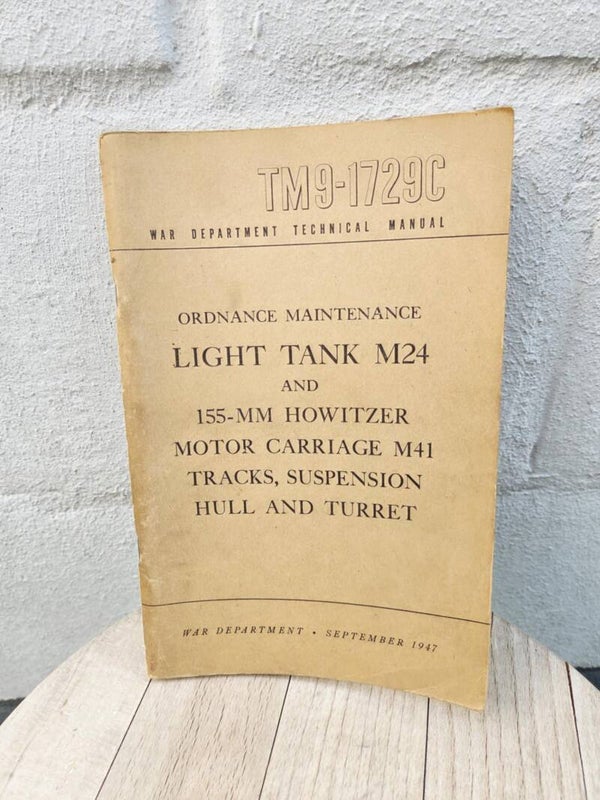 TM9-1729C
WAR DEPARTMENT TECHNICAL MANUAL
ORDNANCE MAINTENANCE
LIGHT TANK M24
AND
155-MM HOWITZER
MOTOR CARRIAGE M41
TRACKS, SUSPENSION
HULL AND TURRET
WAR DEPARTMENT • SEPTEMBER 1947